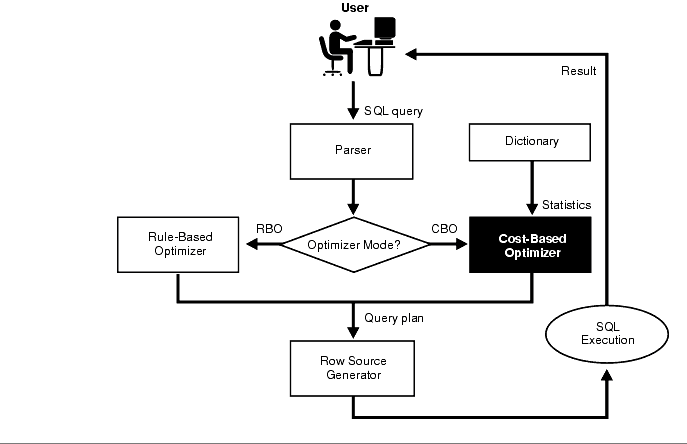 User
Result
SQL query
Parser
Dictionary
Statistics
RBO
CBO
Rule-Based
Optimizer
Optimizer Mode?
Cost-Based
Optimizer
Query plan
SQL
Execution
Row Source
Generator